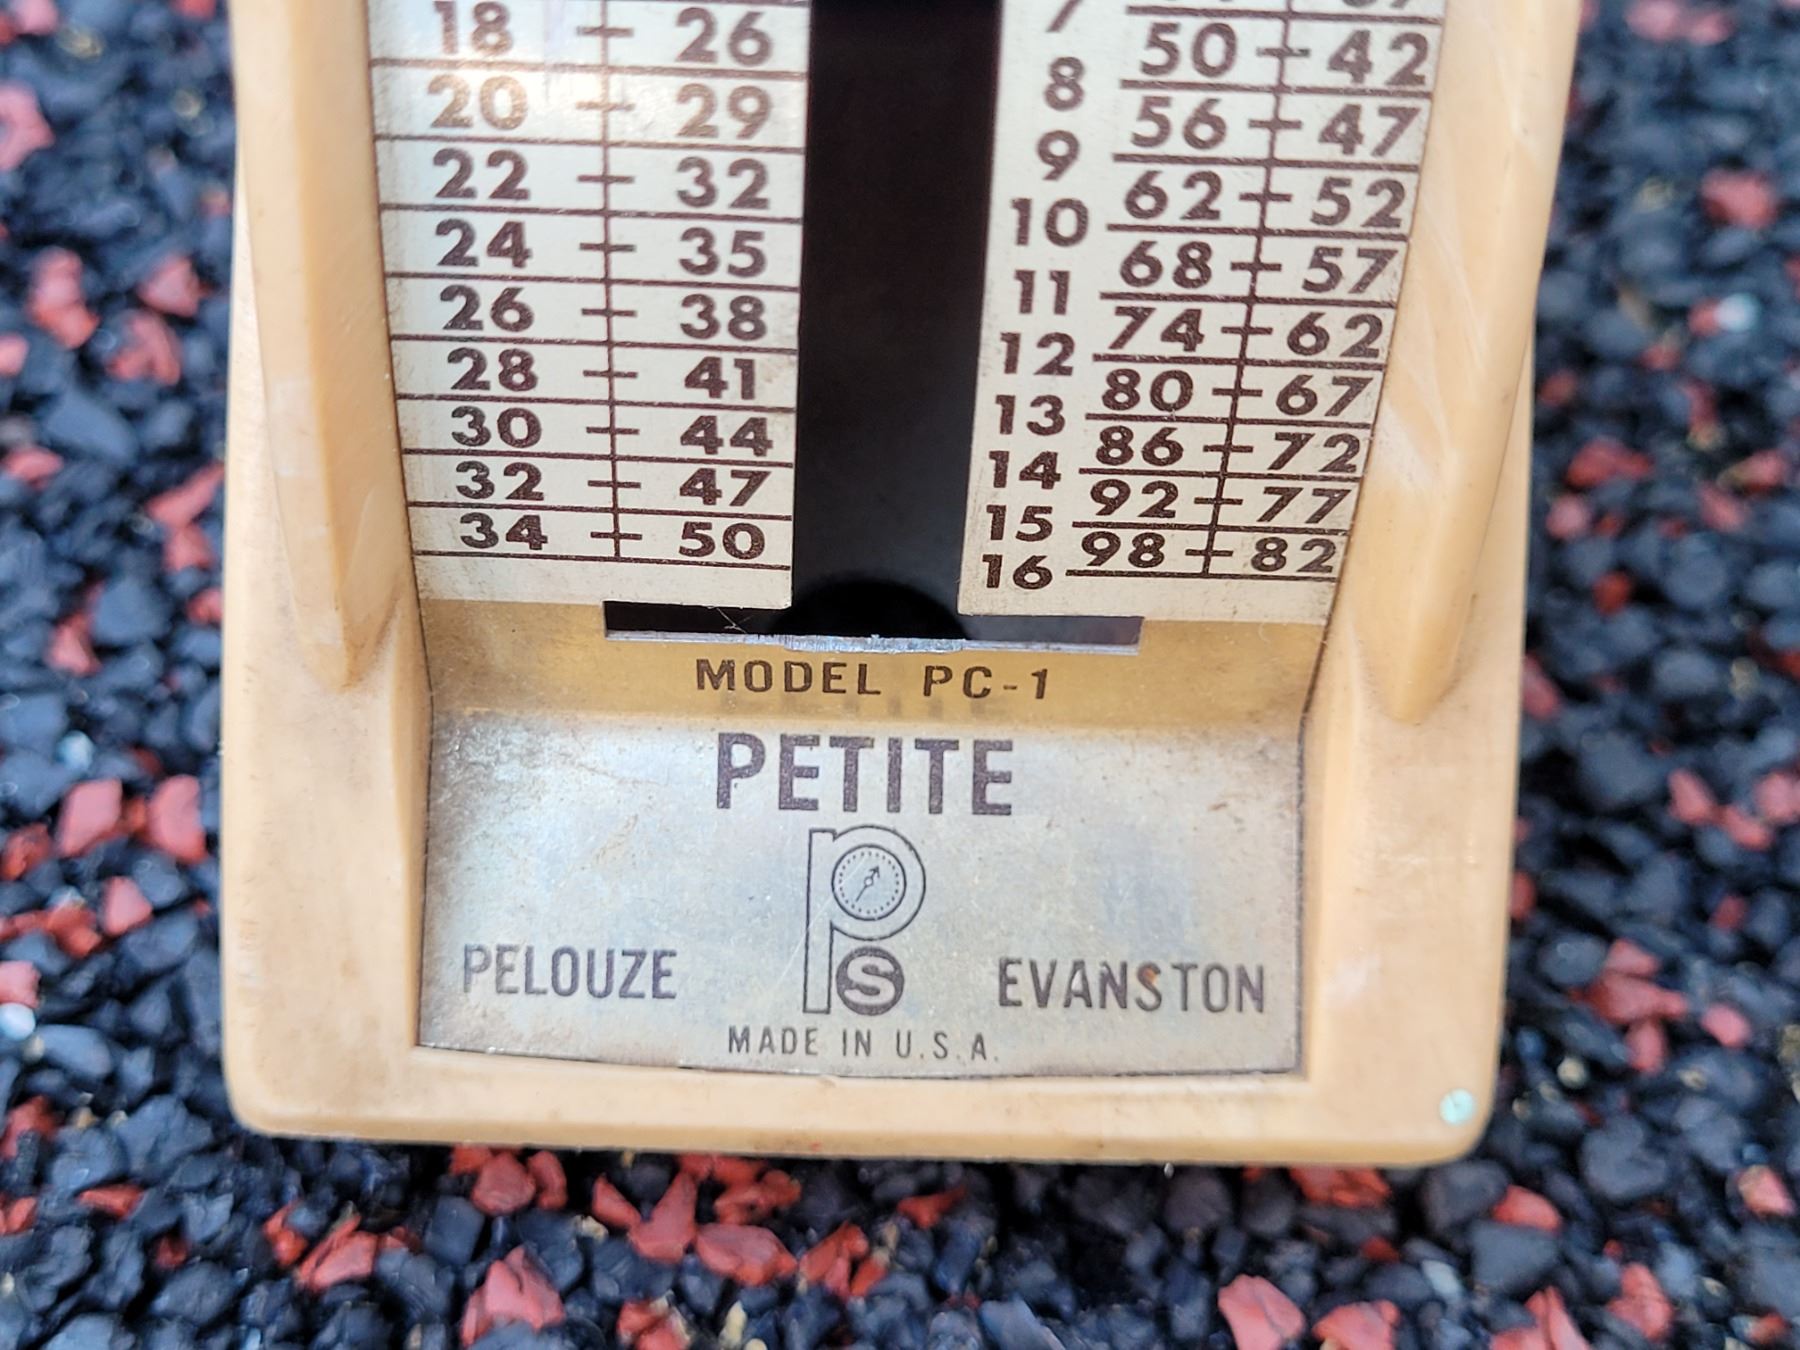 18 26 7
20 29 8 50 42
22 32 9 56 47
24 35 10 62 52
26 38 11 68 57
28 41 12 74 62
30 44 13 80 67
32 47 14 86 72
34 50 15 92 77
16 98 82
MODEL PC-1
PETITE
PS
PELOUZE EVANSTON
MADE IN U.S.A.